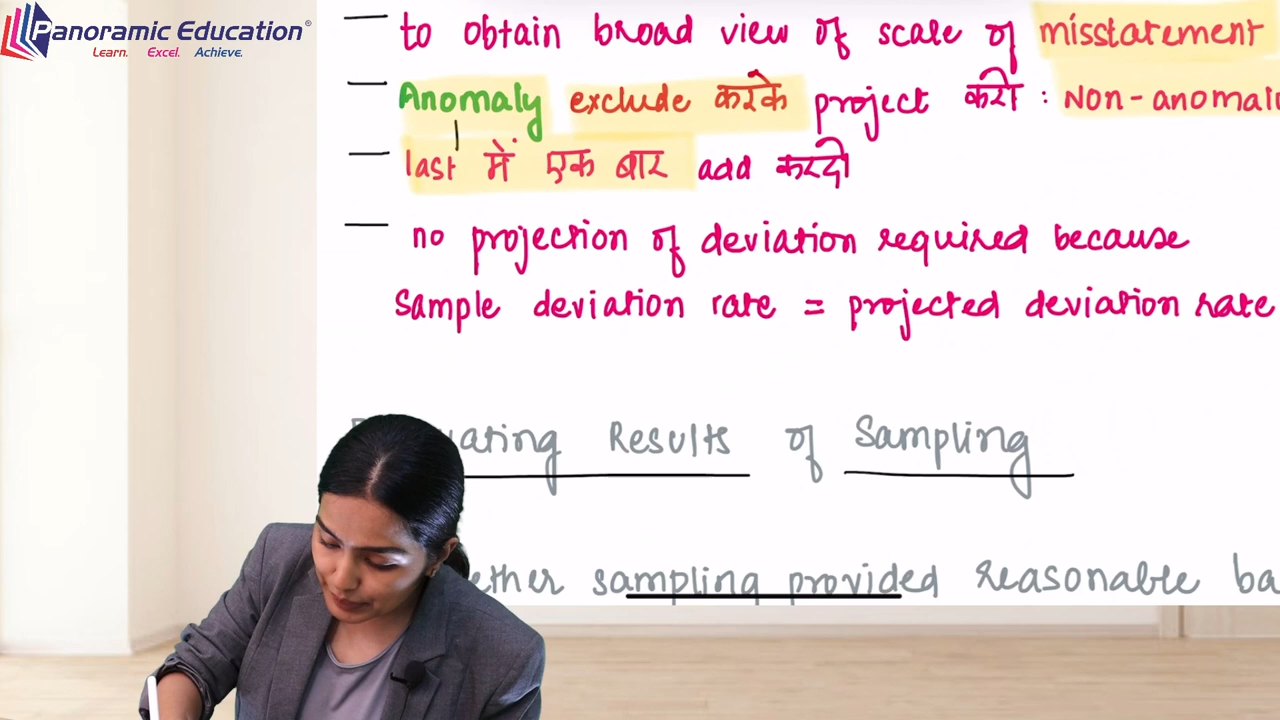 Panoramic Education®
Learn. Excel. Achieve.
to obtain broad view of scale of misstatement
Anomaly exclude करके project करो : Non-
last में एक बार add करदो
no projection of deviation required because
Sample deviation rate = projected deviation rate
Results of Sampling
sampling provided reasonable